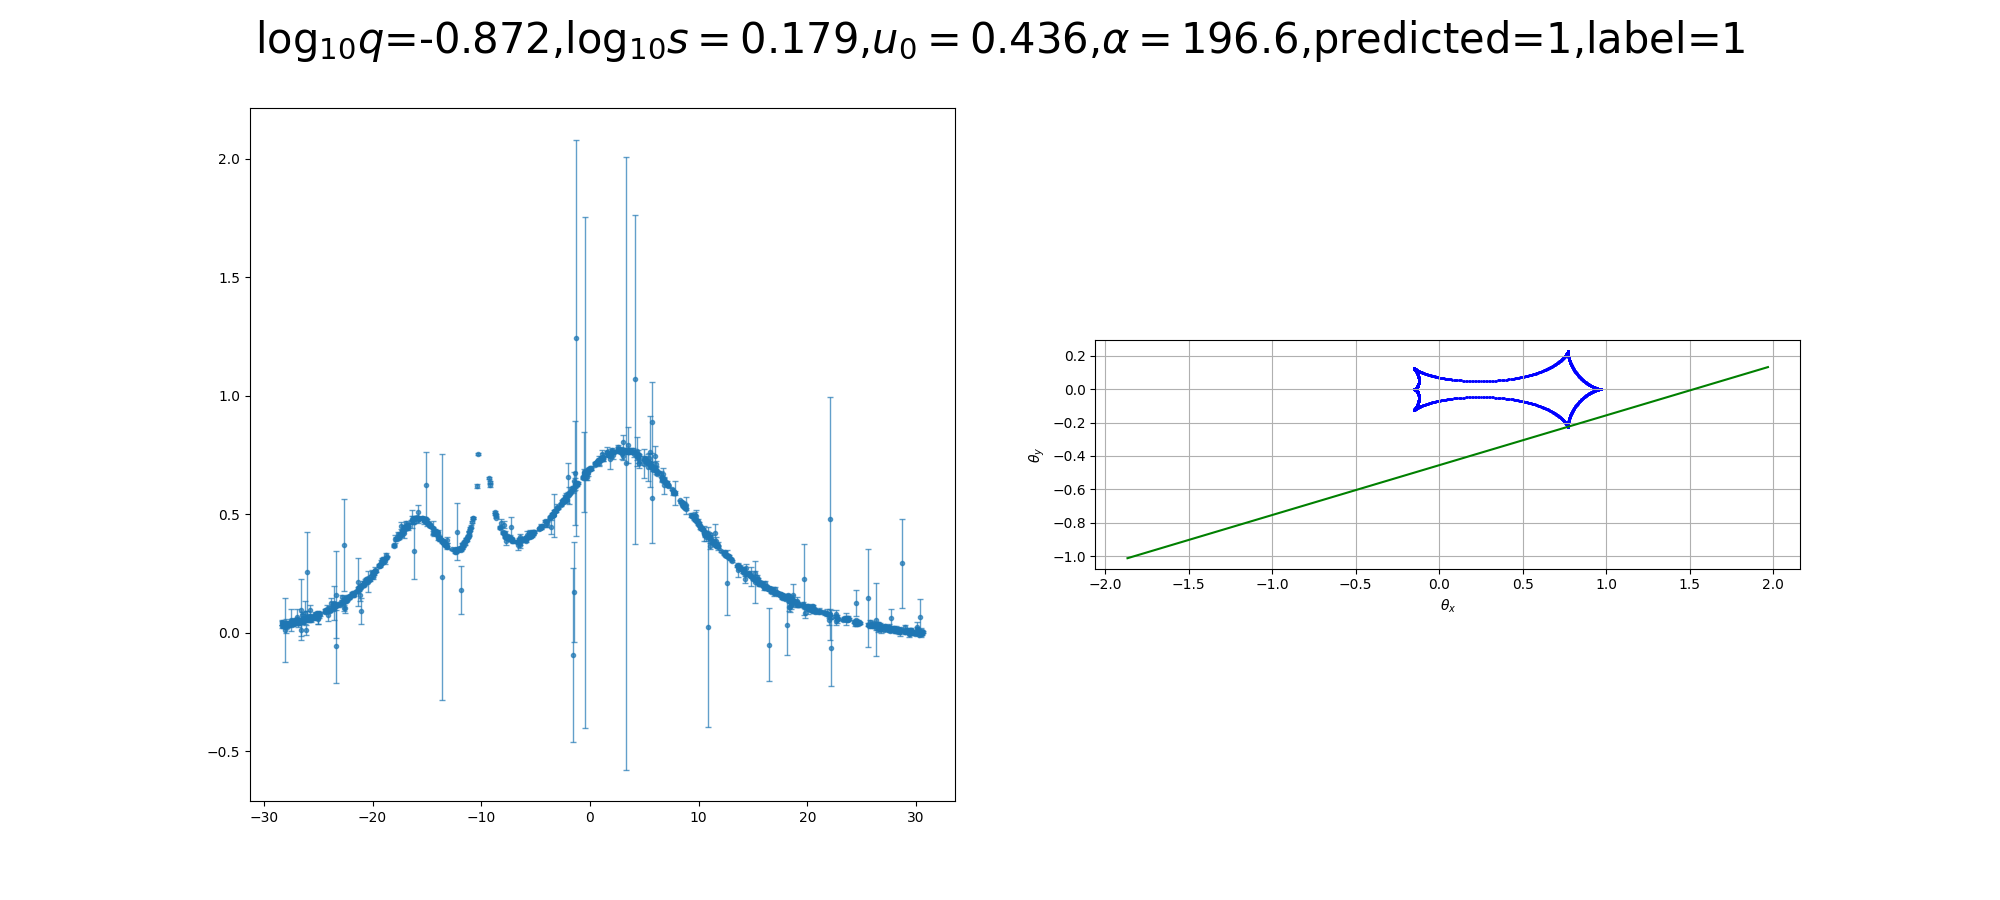 log₁₀q=-0.872,log₁₀s = 0.179,u₀ = 0.436,α = 196.6,predicted=1,label=1
2.0
1.5
1.0
0.5
0.0
−0.5
−30 −20 −10 0 10 20 30
θy
0.2
0.0
−0.2
−0.4
−0.6
−0.8
−1.0
−2.0 −1.5 −1.0 −0.5 0.0 0.5 1.0 1.5 2.0
θx